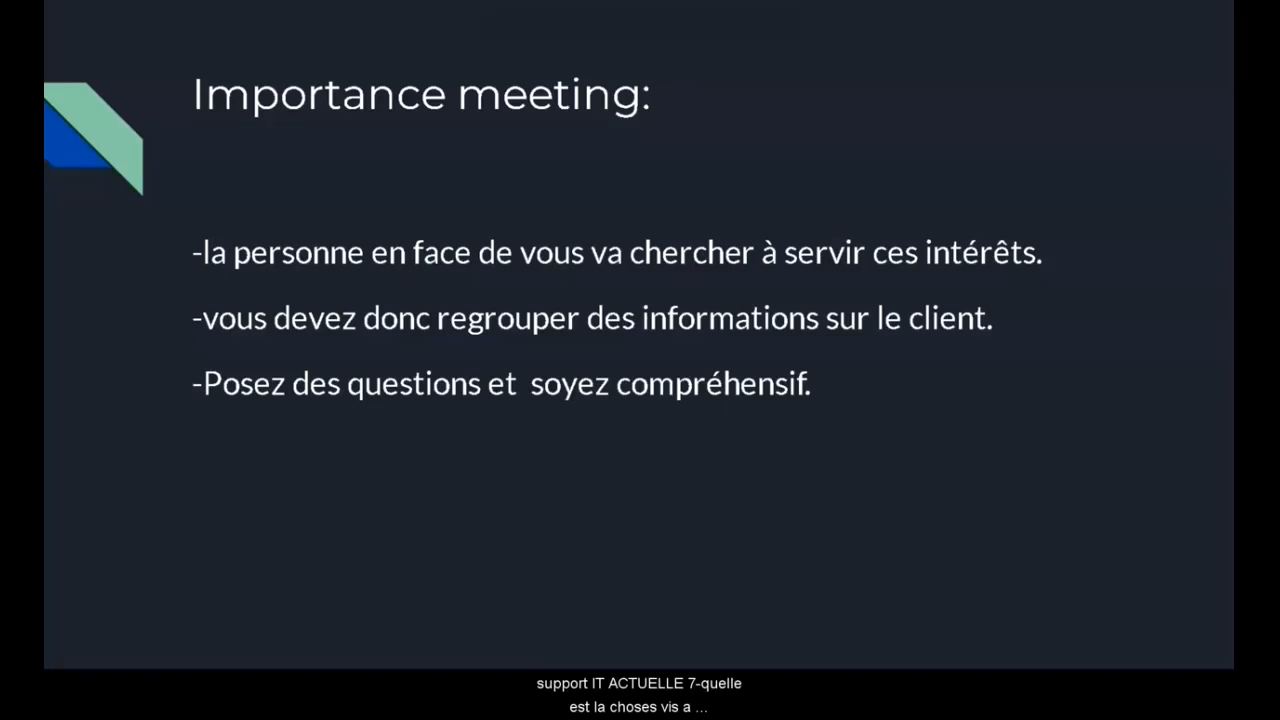 Importance meeting:
-la personne en face de vous va chercher à servir ces intérêts.
-vous devez donc regrouper des informations sur le client.
-Posez des questions et  soyez compréhensif.
support IT ACTUELLE 7-quelle
est la choses vis a ...